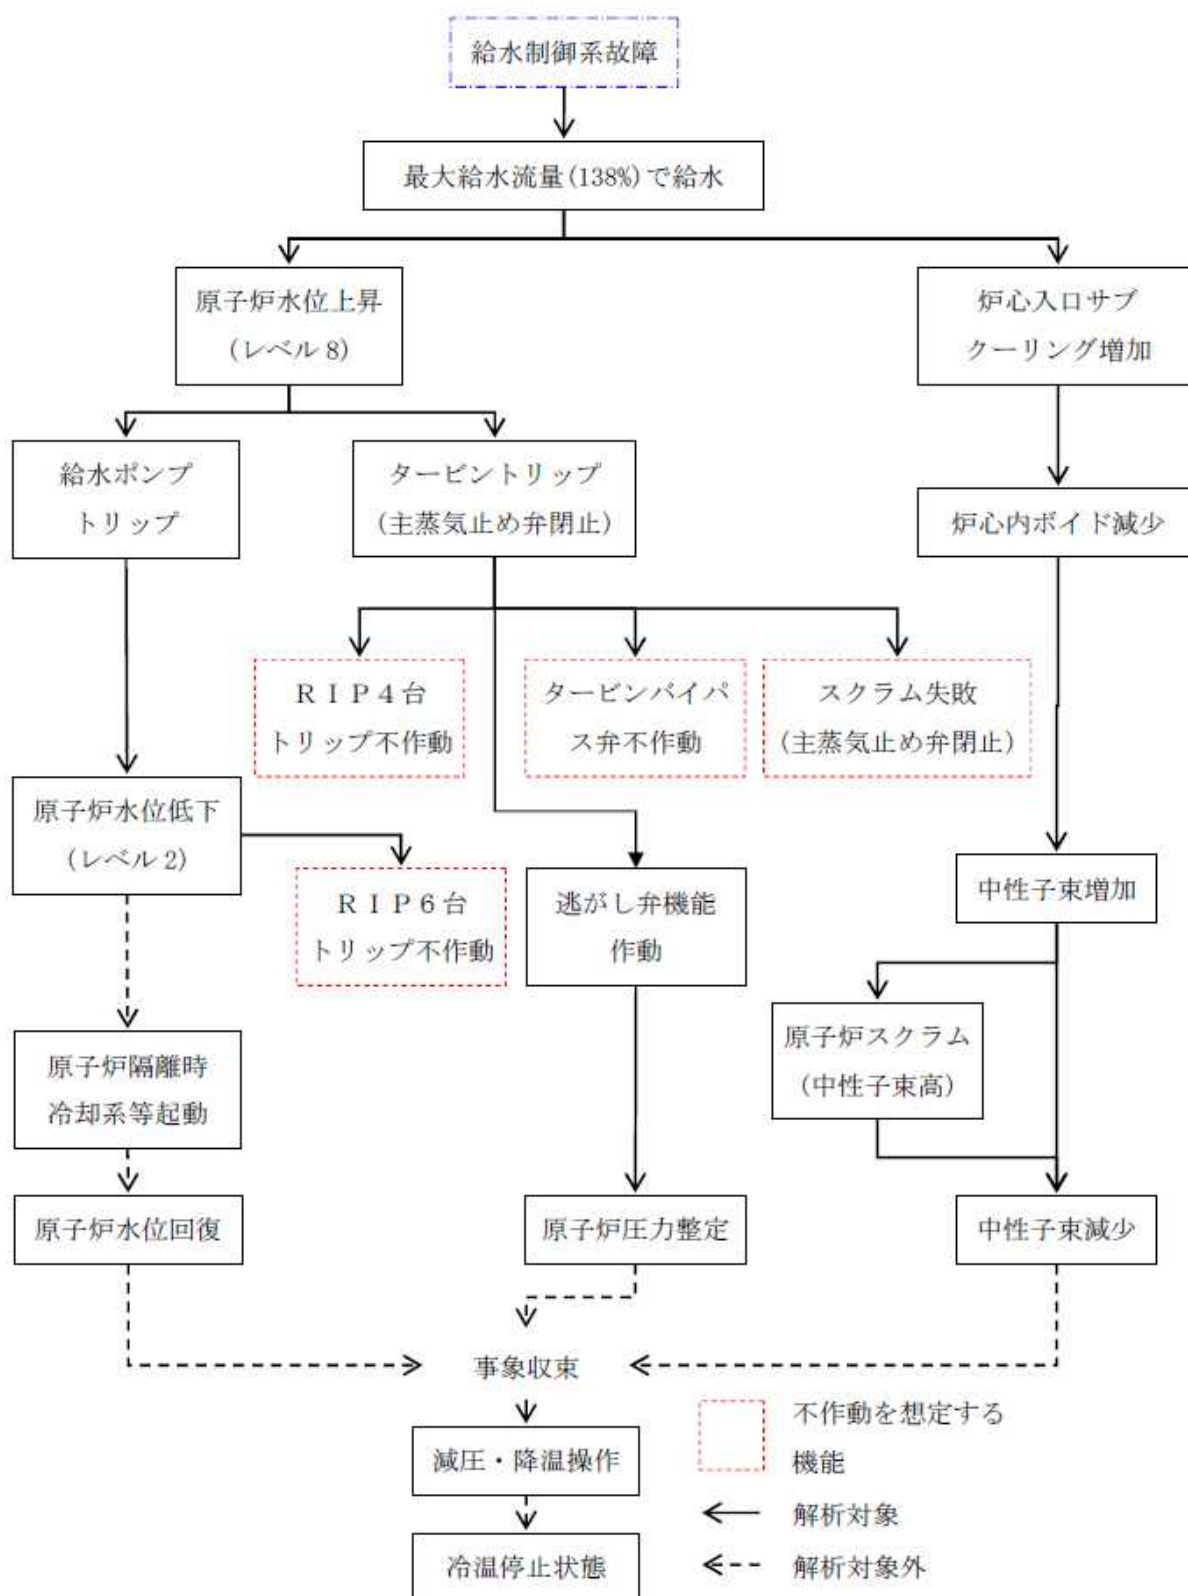 給水制御系故障
最大給水流量(138%)で給水
原子炉水位上昇
(レベル8)
炉心入口サブ
クーリング増加
給水ポンプ
トリップ
タービントリップ
(主蒸気止め弁閉止)
炉心内ボイド減少
RIP4台
トリップ不作動
タービンバイパ
ス弁不作動
スクラム失敗
(主蒸気止め弁閉止)
原子炉水位低下
(レベル2)
RIP6台
トリップ不作動
逃がし弁機能
作動
中性子束増加
原子炉スクラム
(中性子束高)
原子炉隔離時
冷却系等起動
原子炉水位回復
原子炉圧力整定
中性子束減少
事象収束
減圧・降温操作
冷温停止状態
不作動を想定する
機能
解析対象
解析対象外